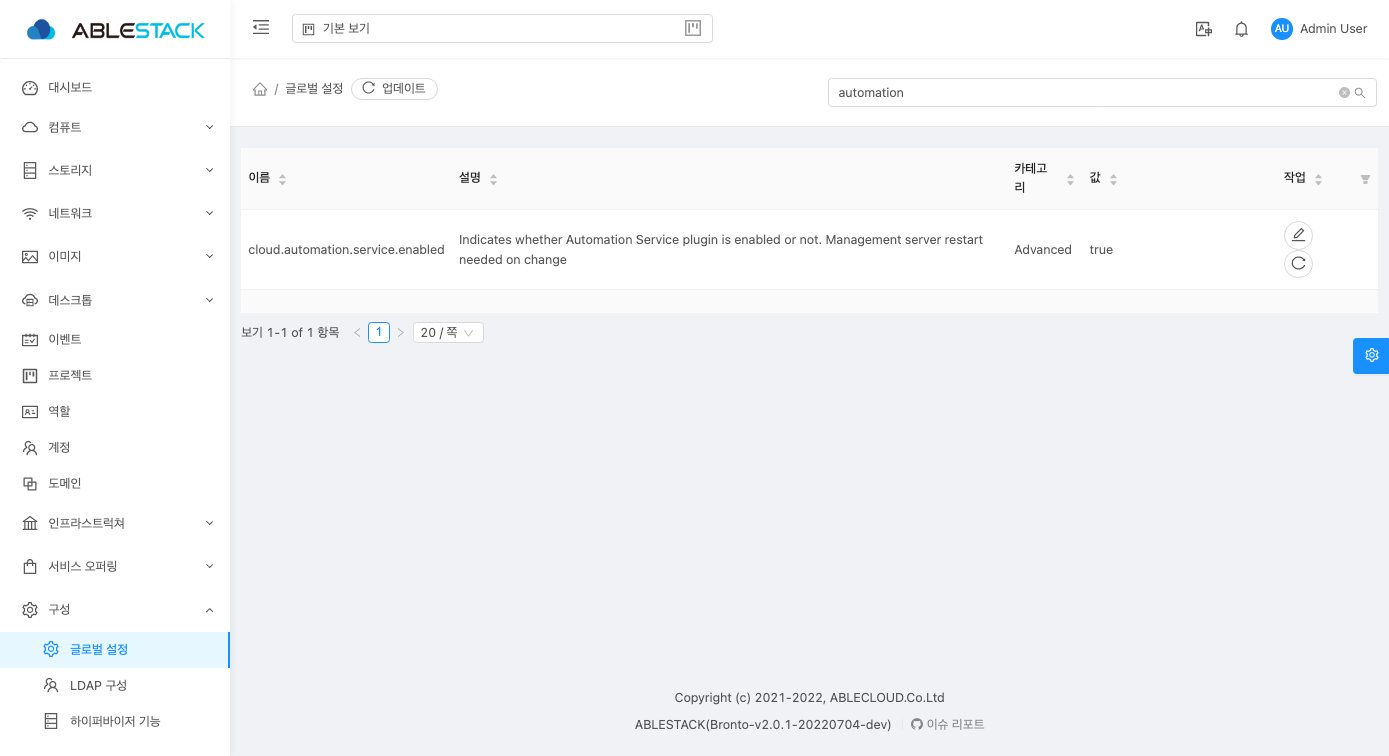 ABLESTACK
기본 보기
AU Admin User
대시보드
컴퓨트
스토리지
네트워크
이미지
데스크톱
이벤트
프로젝트
역할
계정
도메인
인프라스트럭쳐
서비스 오퍼링
구성
글로벌 설정
LDAP 구성
하이퍼바이저 기능
/ 글로벌 설정 업데이트
automation
이름 설명 카테고
리 값 작업
cloud.automation.service.enabled Indicates whether Automation Service plugin is enabled or not. Management server restart
needed on change Advanced true
보기 1-1 of 1 항목 < 1 > 20 / 쪽
Copyright (c) 2021-2022, ABLECLOUD.Co.Ltd
ABLESTACK(Bronto-v2.0.1-20220704-dev) 이슈 리포트